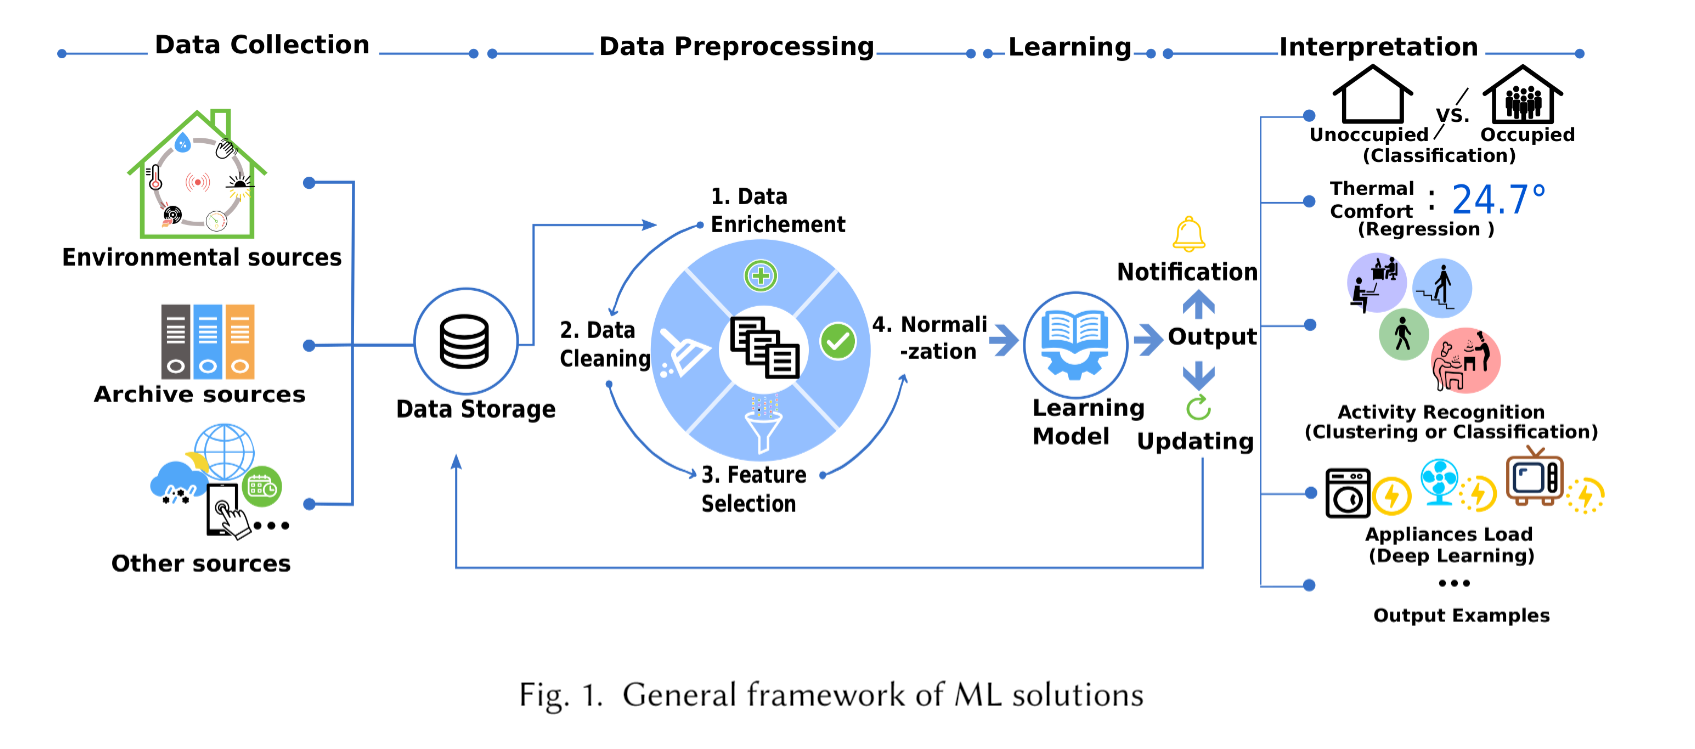 Data Collection
Data Preprocessing
Learning
Interpretation
Environmental sources
Archive sources
Other sources
Data Storage
1. Data
Enrichement
2. Data
Cleaning
3. Feature
Selection
4. Normali
-zation
Learning
Model
Notification
Output
Updating
Unoccupied
vs.
Occupied
(Classification)
Thermal
Comfort
: 24.7°
(Regression )
Activity Recognition
(Clustering or Classification)
Appliances Load
(Deep Learning)
...
Output Examples
Fig. 1. General framework of ML solutions